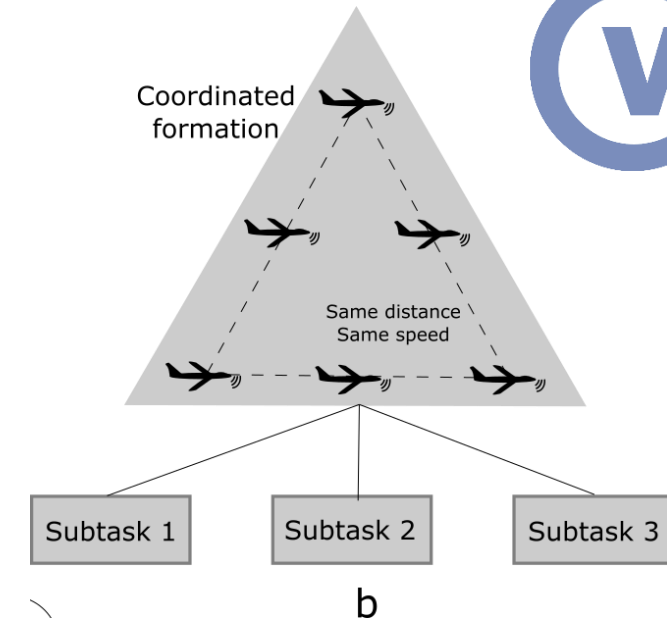 Coordinated
formation
Same distance
Same speed
Subtask 1
Subtask 2
Subtask 3
b